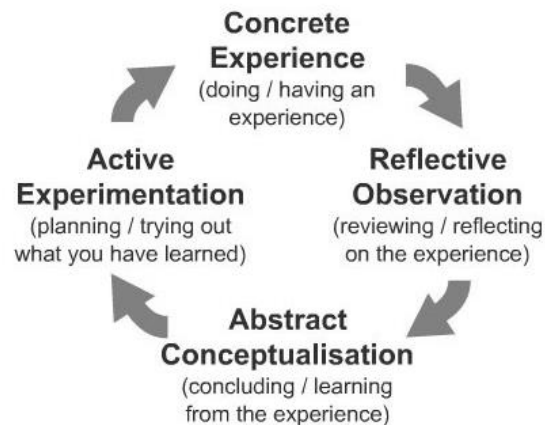 Concrete
Experience
(doing / having an
experience)
Reflective
Observation
(reviewing / reflecting
on the experience)
Abstract
Conceptualisation
(concluding / learning
from the experience)
Active
Experimentation
(planning / trying out
what you have learned)